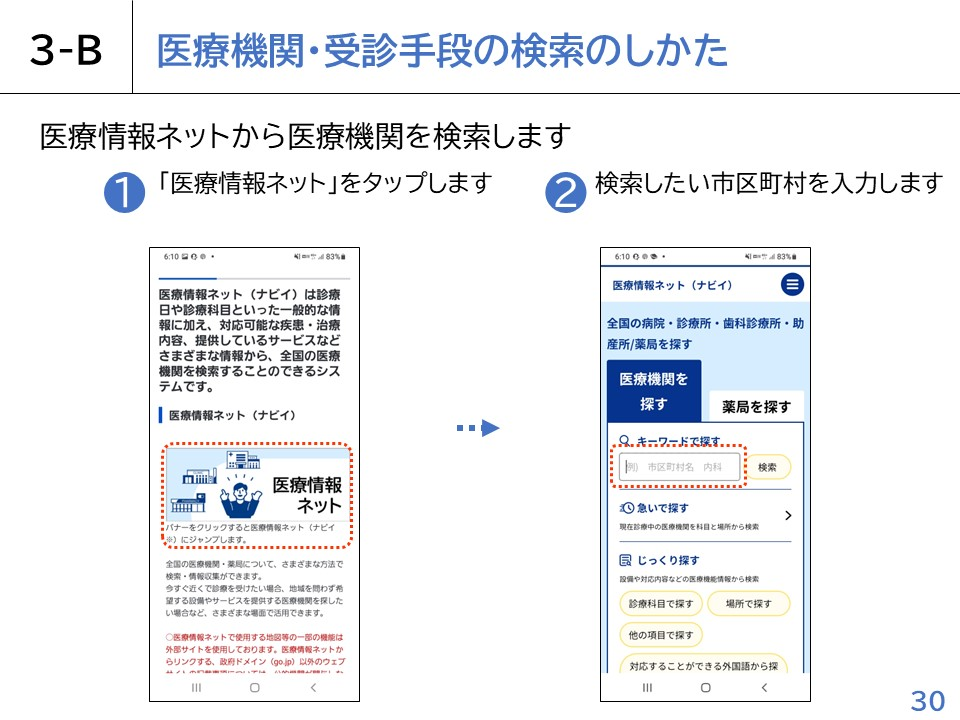 3-B
医療機関・受診手段の検索のしかた
医療情報ネットから医療機関を検索します
1
「医療情報ネット」をタップします
6:10
83%
医療情報ネット（ナビイ）は診療
日や診療科目といった一般的な情
報に加え、対応可能な疾患・治療
内容、提供しているサービスなど
さまざまな情報から、全国の医療
機関を検索することのできるシス
テムです。
医療情報ネット（ナビイ）
医療情報
ネット
バナーをクリックすると医療情報ネット（ナビイ
※）にジャンプします。
全国の医療機関・薬局について、さまざまな方法で
検索・情報収集ができます。
今すぐ近くで診療を受けたい場合、地域を問わず希
望する設備やサービスを提供する医療機関を探した
い場合など、さまざまな場面で活用できます。
○医療情報ネットで使用する地図等の一部の機能は
外部サイトを使用しております。医療情報ネットか
らリンクする、政府ドメイン（go.jp）以外のウェブ
2
検索したい市区町村を入力します
6:10
83%
医療情報ネット（ナビイ）
全国の病院・診療所・歯科診療所・助
産所/薬局を探す
医療機関を
探す
薬局を探す
キーワードで探す
例） 市区町村名 内科
検索
急いで探す
現在診療中の医療機関を科目と場所から検索
じっくり探す
設備や対応内容などの医療機能情報から検索
診療科目で探す
場所で探す
他の項目で探す
対応することができる外国語から探
30